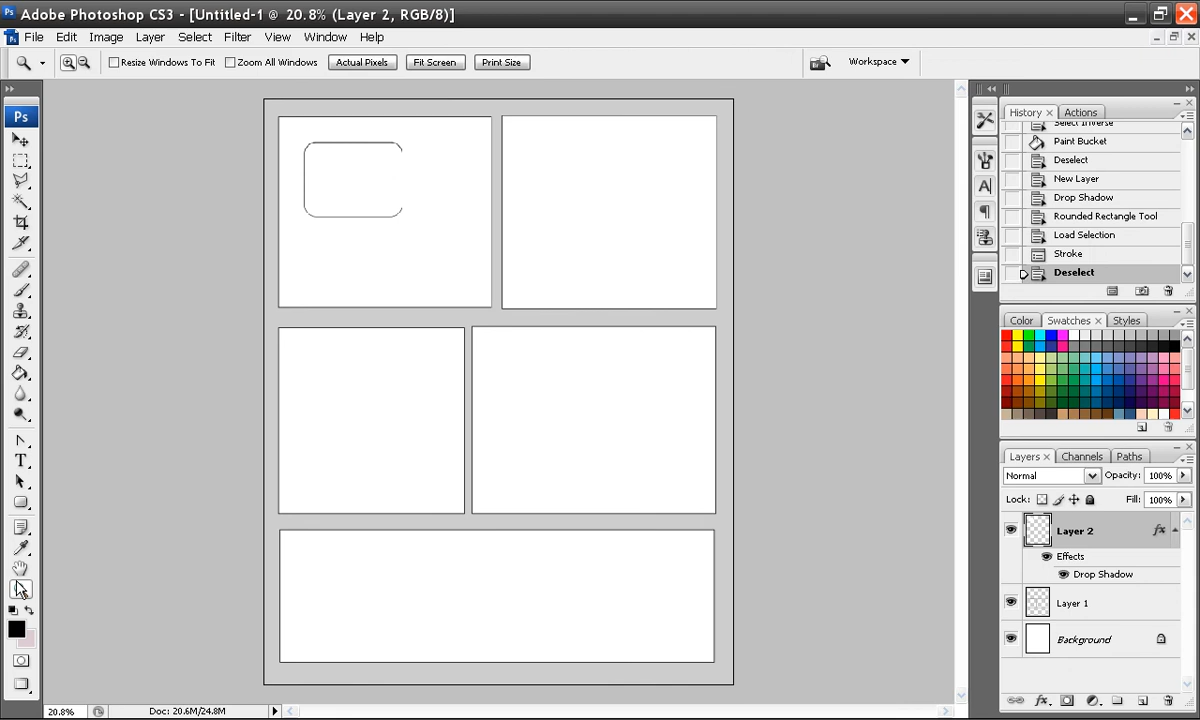 Adobe Photoshop CS3 - [Untitled-1 @ 20.8% (Layer 2, RGB/8)]
File Edit Image Layer Select Filter View Window Help
Resize Windows To Fit Zoom All Windows Actual Pixels Fit Screen Print Size Workspace
Ps
History Actions
Select Inverse
Paint Bucket
Deselect
New Layer
Drop Shadow
Rounded Rectangle Tool
Load Selection
Stroke
Deselect
Color Swatches Styles
Layers Channels Paths
Normal Opacity: 100%
Lock: Fill: 100%
Layer 2 fx
Effects
Drop Shadow
Layer 1
Background
20.8% Doc: 20.6M/24.8M